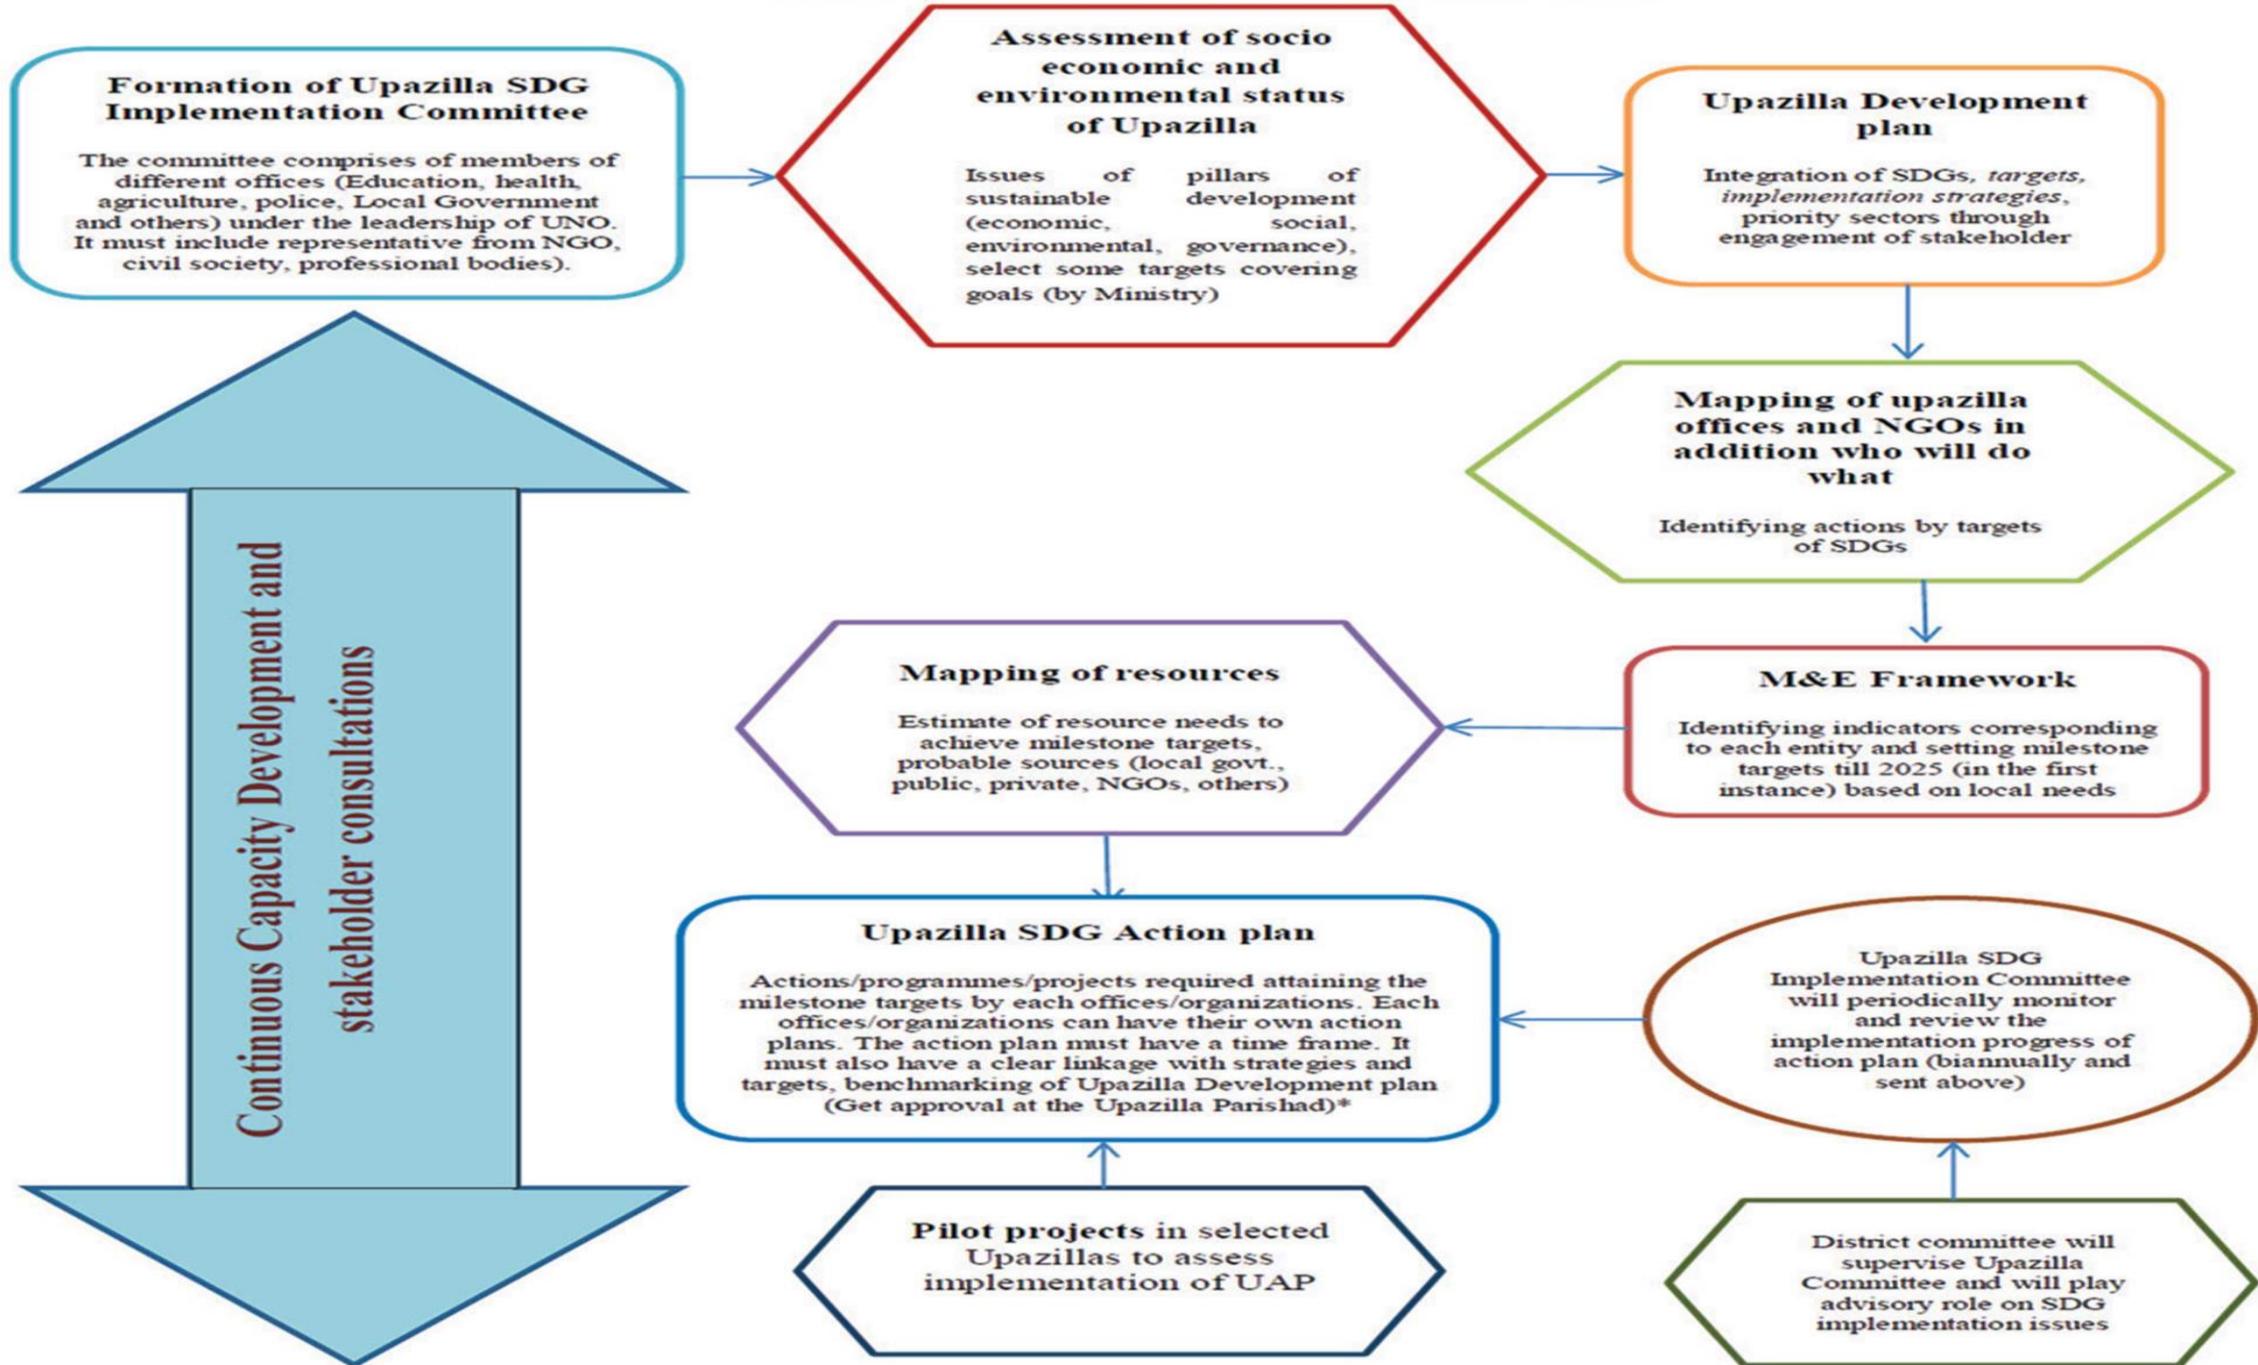 Formation of Upazilla SDG
Implementation Committee
The committee comprises of members of
different offices (Education, health,
agriculture, police, Local Government
and others) under the leadership of UNO.
It must include representative from NGO,
civil society, professional bodies).
Assessment of socio
economic and
environmental status
of Upazilla
Issues of pillars of
sustainable development
(economic, social,
environmental, governance),
select some targets covering
goals (by Ministry)
Upazilla Development
plan
Integration of SDGs, targets,
implementation strategies,
priority sectors through
engagement of stakeholder
Mapping of upazilla
offices and NGOs in
addition who will do
what
Identifying actions by targets
of SDGs
M&E Framework
Identifying indicators corresponding
to each entity and setting milestone
targets till 2025 (in the first
instance) based on local needs
Mapping of resources
Estimate of resource needs to
achieve milestone targets,
probable sources (local govt.,
public, private, NGOs, others)
Upazilla SDG Action plan
Actions/programmes/projects required attaining the
milestone targets by each offices/organizations. Each
offices/organizations can have their own action
plans. The action plan must have a time frame. It
must also have a clear linkage with strategies and
targets, benchmarking of Upazilla Development plan
(Get approval at the Upazilla Parishad)*
Upazilla SDG
Implementation Committee
will periodically monitor
and review the
implementation progress of
action plan (biannually and
sent above)
Pilot projects in selected
Upazillas to assess
implementation of UAP
District committee will
supervise Upazilla
Committee and will play
advisory role on SDG
implementation issues
Continuous Capacity Development and
stakeholder consultations